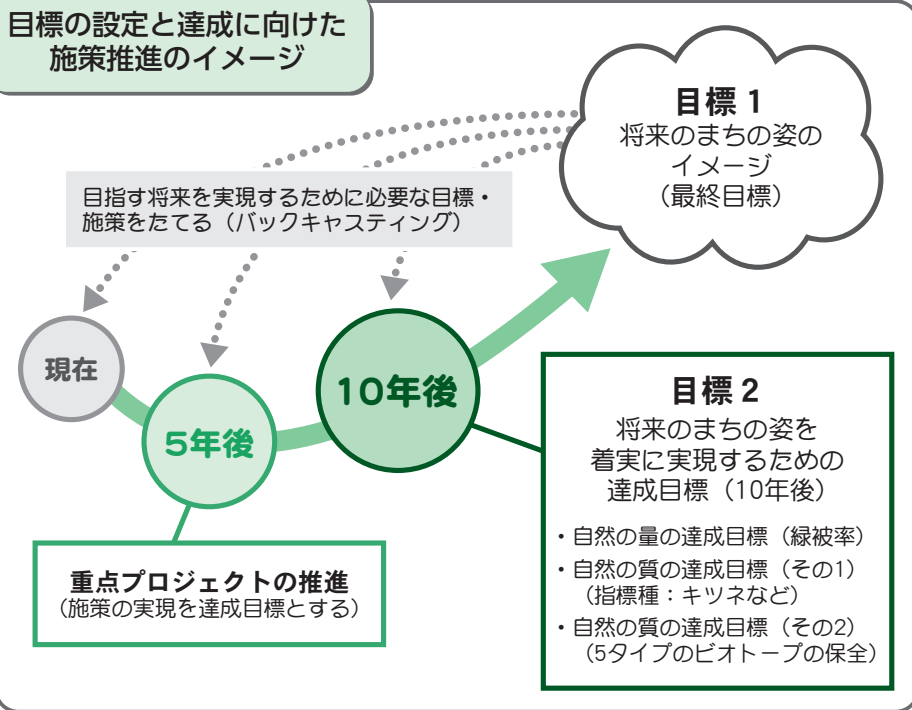 目標の設定と達成に向けた
施策推進のイメージ
目標 1
将来のまちの姿の
イメージ
（最終目標）
目指す将来を実現するために必要な目標・
施策をたてる（バックキャスティング）
現在
5年後
10年後
重点プロジェクトの推進
（施策の実現を達成目標とする）
目標 2
将来のまちの姿を
着実に実現するための
達成目標（10年後）
・自然の量の達成目標（緑被率）
・自然の質の達成目標（その1）
（指標種：キツネなど）
・自然の質の達成目標（その2）
（5タイプのビオトープの保全）